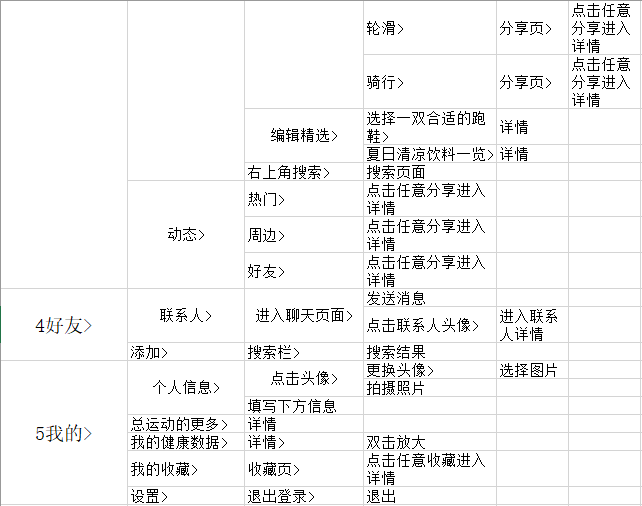 轮滑>
分享页>
点击任意
分享进入
详情
骑行>
分享页>
点击任意
分享进入
详情
编辑精选>
选择一双合适的跑
鞋>
详情
夏日清凉饮料一览>
详情
右上角搜索>
搜索页面
动态>
热门>
点击任意分享进入
详情
周边>
点击任意分享进入
详情
好友>
点击任意分享进入
详情
4好友>
联系人>
进入聊天页面>
发送消息
点击联系人头像>
进入联系
人详情
添加>
搜索栏>
搜索结果
5我的>
个人信息>
点击头像>
更换头像>
选择图片
拍摄照片
填写下方信息
总运动的更多>
详情
我的健康数据>
详情>
双击放大
我的收藏>
收藏页>
点击任意收藏进入
详情
设置>
退出登录>
退出